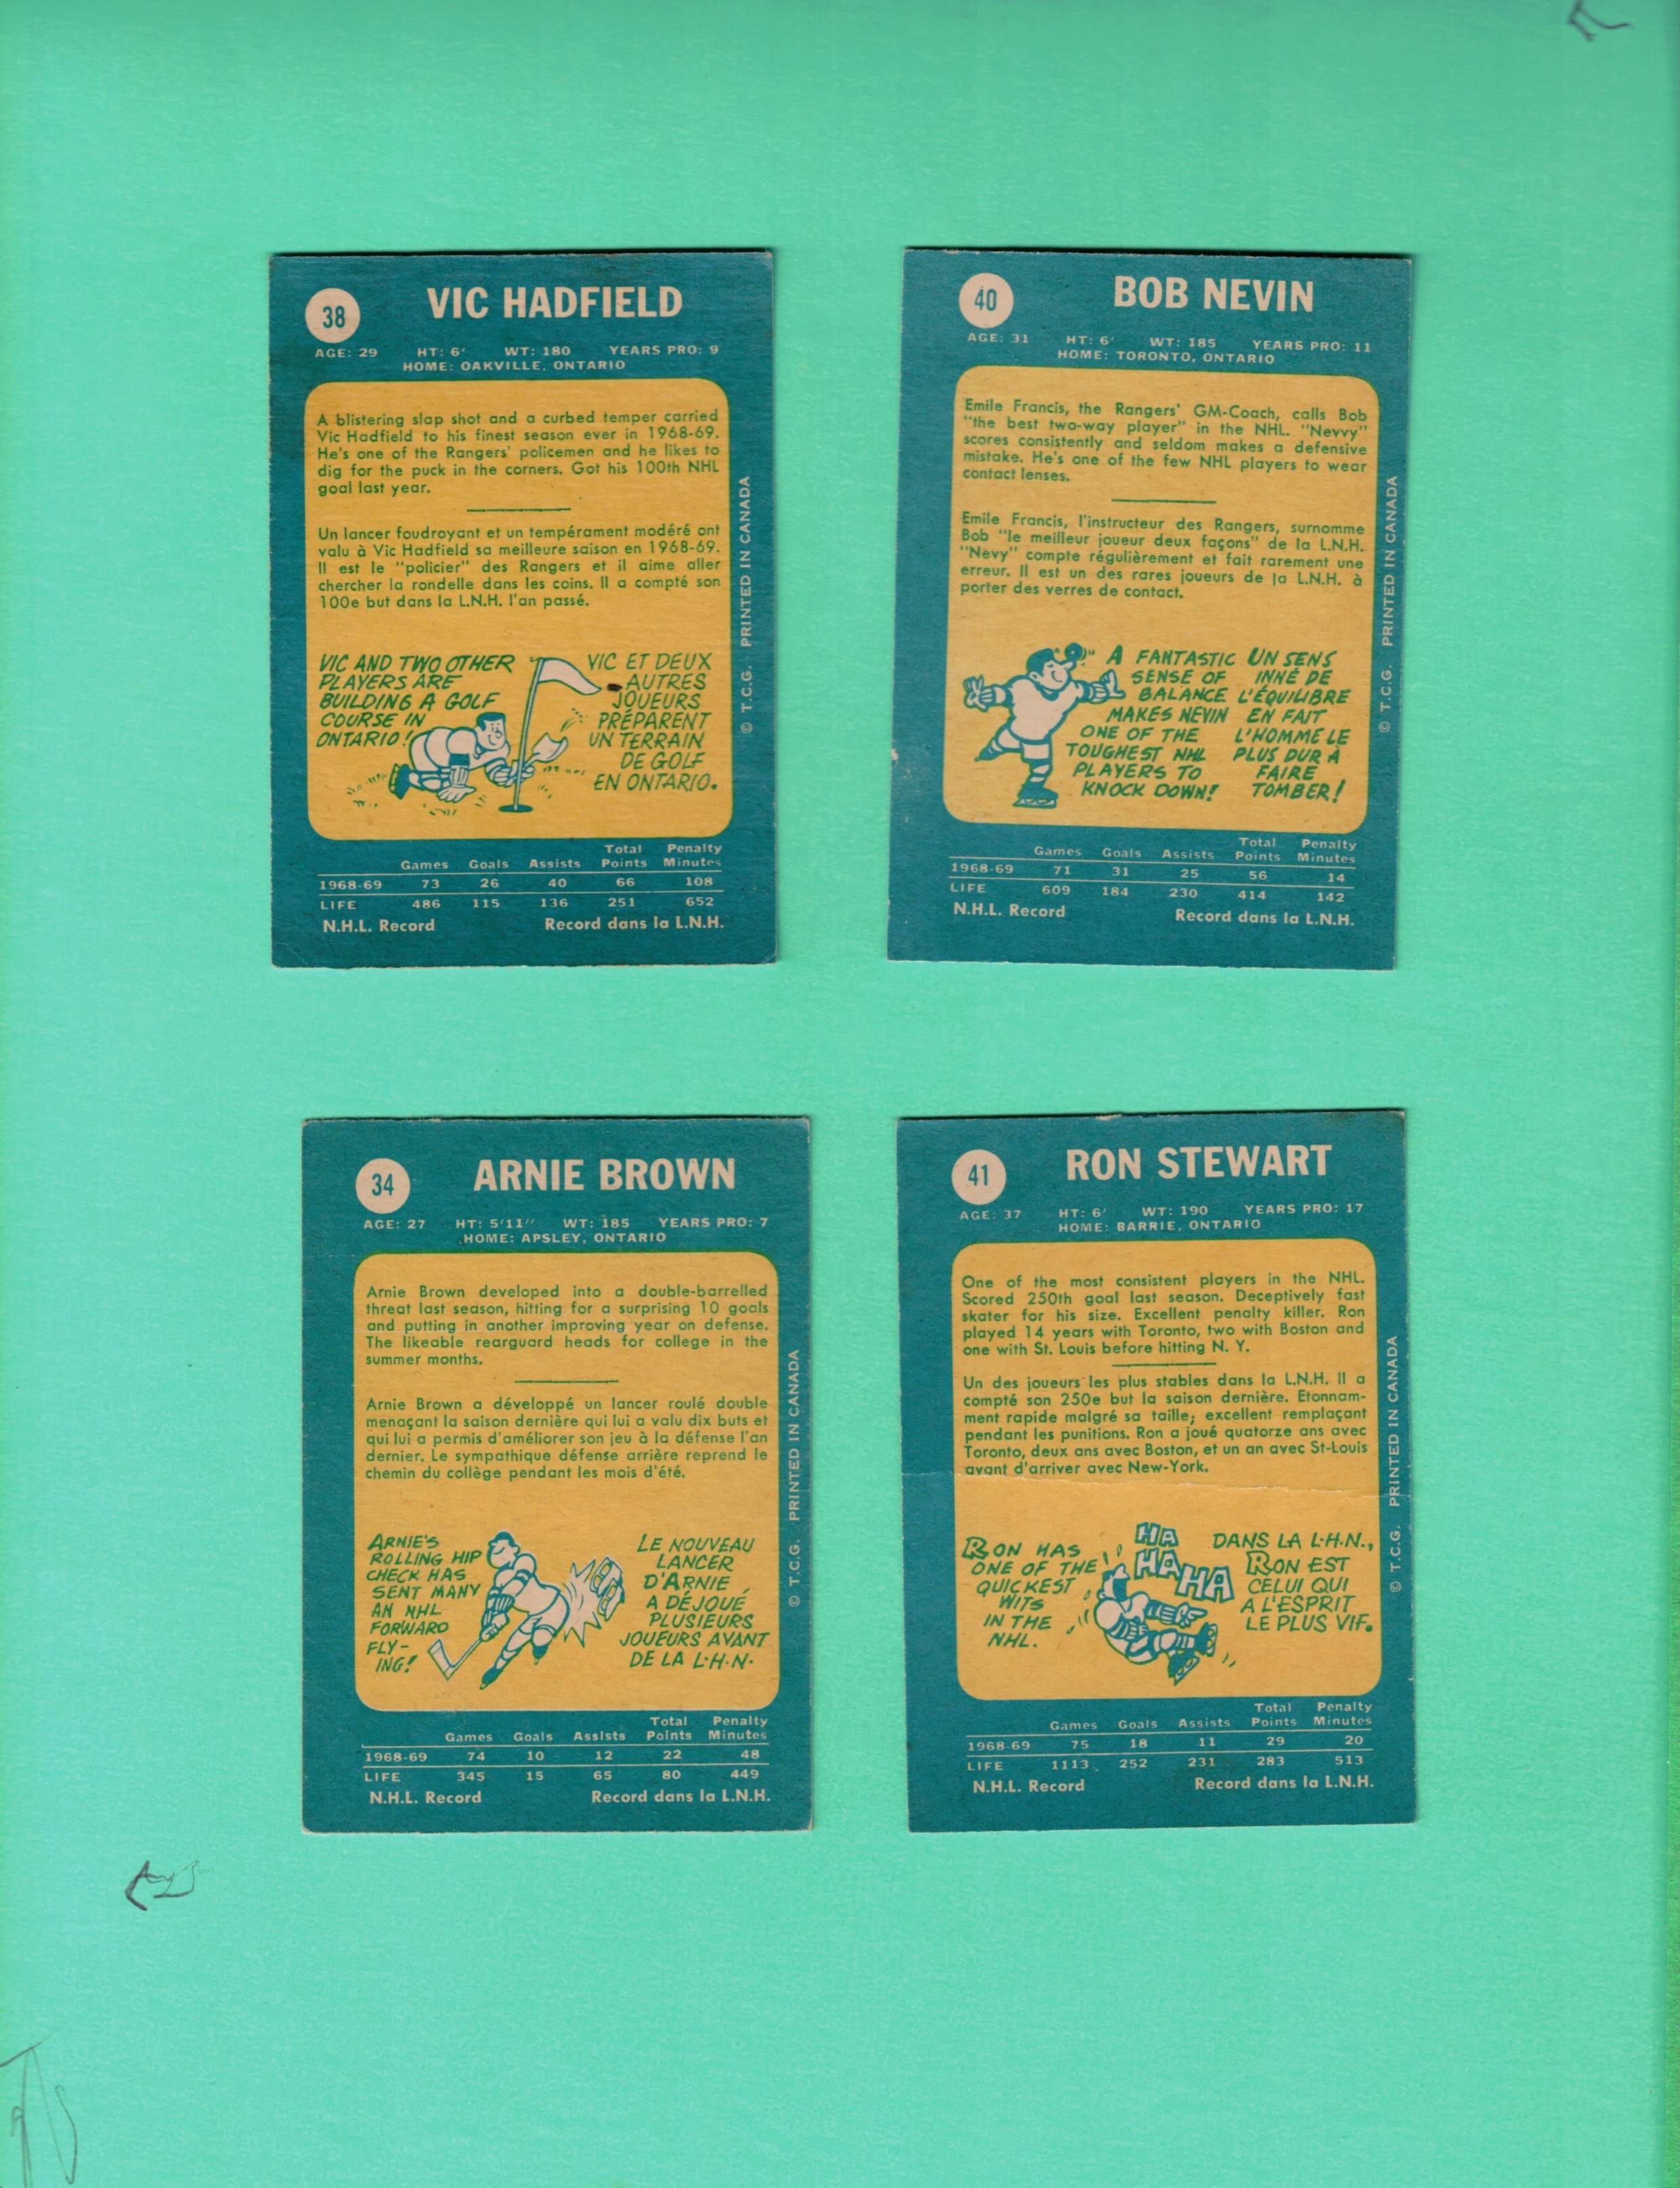 38
VIC HADFIELD
AGE: 29 HT: 6' WT: 180 YEARS PRO: 9
HOME: OAKVILLE, ONTARIO
A blistering slap shot and a curbed temper carried
Vic Hadfield to his finest season ever in 1968-69.
He's one of the Rangers' policemen and he likes to
dig for the puck in the corners. Got his 100th NHL
goal last year.
Un lancer foudroyant et un tempérament modéré ont
valu à Vic Hadfield sa meilleure saison en 1968-69.
Il est le "policier" des Rangers et il aime aller
chercher la rondelle dans les coins. Il a compté son
100e but dans la L.N.H. l'an passé.
VIC AND TWO OTHER
PLAYERS ARE
BUILDING A GOLF
COURSE IN
ONTARIO!
VIC ET DEUX
AUTRES
JOUEURS
PRÉPARENT
UN TERRAIN
DE GOLF
EN ONTARIO.
© T.C.G. PRINTED IN CANADA
Games Goals Assists Total Points Penalty Minutes
1968-69 73 26 40 66 108
LIFE 486 115 136 251 652
N.H.L. Record Record dans la L.N.H.
40
BOB NEVIN
AGE: 31 HT: 6' WT: 185 YEARS PRO: 11
HOME: TORONTO, ONTARIO
Emile Francis, the Rangers' GM-Coach, calls Bob
"the best two-way player" in the NHL. "Nevvy"
scores consistently and seldom makes a defensive
mistake. He's one of the few NHL players to wear
contact lenses.
Emile Francis, l'instructeur des Rangers, surnomme
Bob "le meilleur joueur deux façons" de la L.N.H.
"Nevy" compte régulièrement et fait rarement une
erreur. Il est un des rares joueurs de la L.N.H. à
porter des verres de contact.
A FANTASTIC
SENSE OF
BALANCE
MAKES NEVIN
ONE OF THE
TOUGHEST NHL
PLAYERS TO
KNOCK DOWN!
UN SENS
INNÉ DE
L'ÉQUILIBRE
EN FAIT
L'HOMME LE
PLUS DUR À
FAIRE
TOMBER!
© T.C.G. PRINTED IN CANADA
Games Goals Assists Total Points Penalty Minutes
1968-69 71 31 25 56 14
LIFE 609 184 230 414 142
N.H.L. Record Record dans la L.N.H.
34
ARNIE BROWN
AGE: 27 HT: 5'11" WT: 185 YEARS PRO: 7
HOME: APSLEY, ONTARIO
Arnie Brown developed into a double-barrelled
threat last season, hitting for a surprising 10 goals
and putting in another improving year on defense.
The likeable rearguard heads for college in the
summer months.
Arnie Brown a développé un lancer roulé double
menaçant la saison dernière qui lui a valu dix buts et
qui lui a permis d'améliorer son jeu à la défense l'an
dernier. Le sympathique défense arrière reprend le
chemin du collège pendant les mois d'été.
ARNIE'S
ROLLING HIP
CHECK HAS
SENT MANY
AN NHL
FORWARD
FLY-
ING!
LE NOUVEAU
LANCER
D'ARNIE
A DÉJOUÉ
PLUSIEURS
JOUEURS AVANT
DE LA L.H.N.
© T.C.G. PRINTED IN CANADA
Games Goals Assists Total Points Penalty Minutes
1968-69 74 10 12 22 48
LIFE 345 15 65 80 449
N.H.L. Record Record dans la L.N.H.
41
RON STEWART
AGE: 37 HT: 6' WT: 190 YEARS PRO: 17
HOME: BARRIE, ONTARIO
One of the most consistent players in the NHL.
Scored 250th goal last season. Deceptively fast
skater for his size. Excellent penalty killer. Ron
played 14 years with Toronto, two with Boston and
one with St. Louis before hitting N. Y.
Un des joueurs les plus stables dans la L.N.H. Il a
compté son 250e but la saison dernière. Etonnam-
ment rapide malgré sa taille; excellent remplaçant
pendant les punitions. Ron a joué quatorze ans avec
Toronto, deux ans avec Boston, et un an avec St-Louis
avant d'arriver avec New-York.
RON HAS
ONE OF THE
QUICKEST
WITS
IN THE
NHL.
HA
HA HA
DANS LA L.H.N.,
RON EST
CELUI QUI
A L'ESPRIT
LE PLUS VIF.
© T.C.G. PRINTED IN CANADA
Games Goals Assists Total Points Penalty Minutes
1968-69 75 18 11 29 20
LIFE 1113 252 231 283 513
N.H.L. Record Record dans la L.N.H.